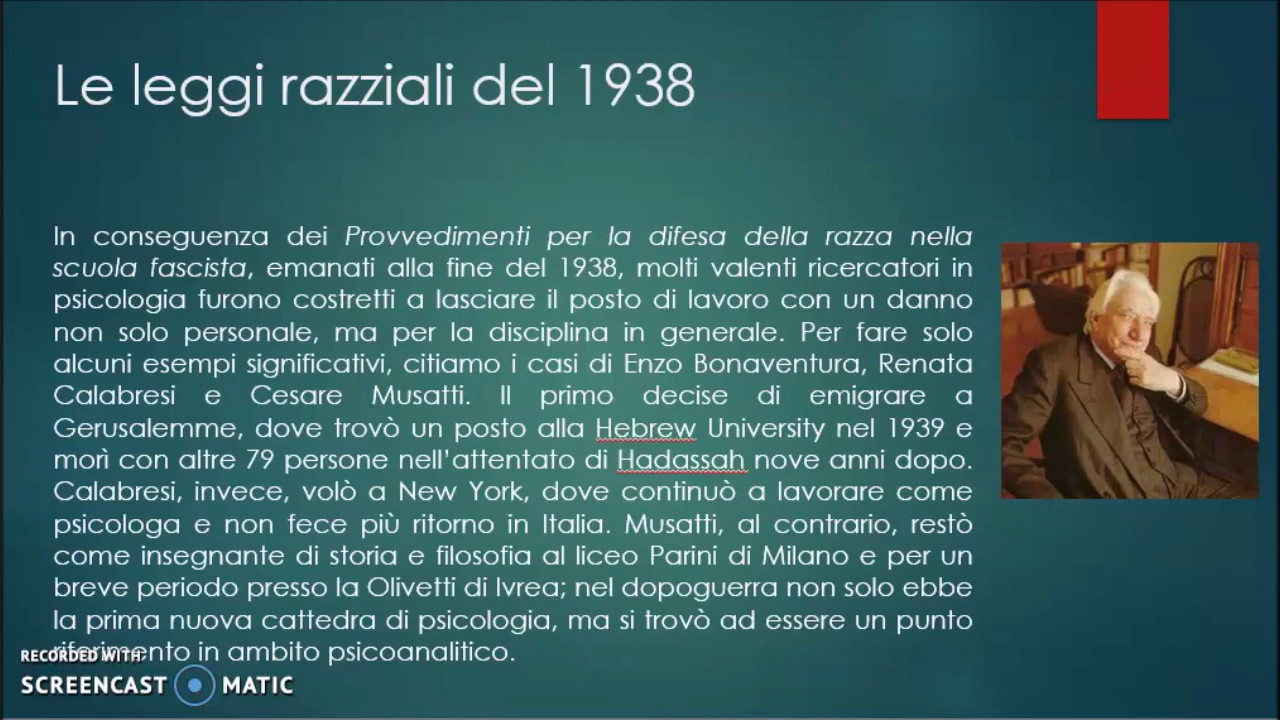 Le leggi razziali del 1938
In conseguenza dei Provvedimenti per la difesa della razza nella
scuola fascista, emanati alla fine del 1938, molti valenti ricercatori in
psicologia furono costretti a lasciare il posto di lavoro con un danno
non solo personale, ma per la disciplina in generale. Per fare solo
alcuni esempi significativi, citiamo i casi di Enzo Bonaventura, Renata
Calabresi e Cesare Musatti. Il primo decise di emigrare a
Gerusalemme, dove trovò un posto alla Hebrew University nel 1939 e
morì con altre 79 persone nell'attentato di Hadassah nove anni dopo.
Calabresi, invece, volò a New York, dove continuò a lavorare come
psicologa e non fece più ritorno in Italia. Musatti, al contrario, restò
come insegnante di storia e filosofia al liceo Parini di Milano e per un
breve periodo presso la Olivetti di Ivrea; nel dopoguerra non solo ebbe
la prima nuova cattedra di psicologia, ma si trovò ad essere un punto
riferimento in ambito psicoanalitico.
RECORDED WITH
SCREENCAST MATIC